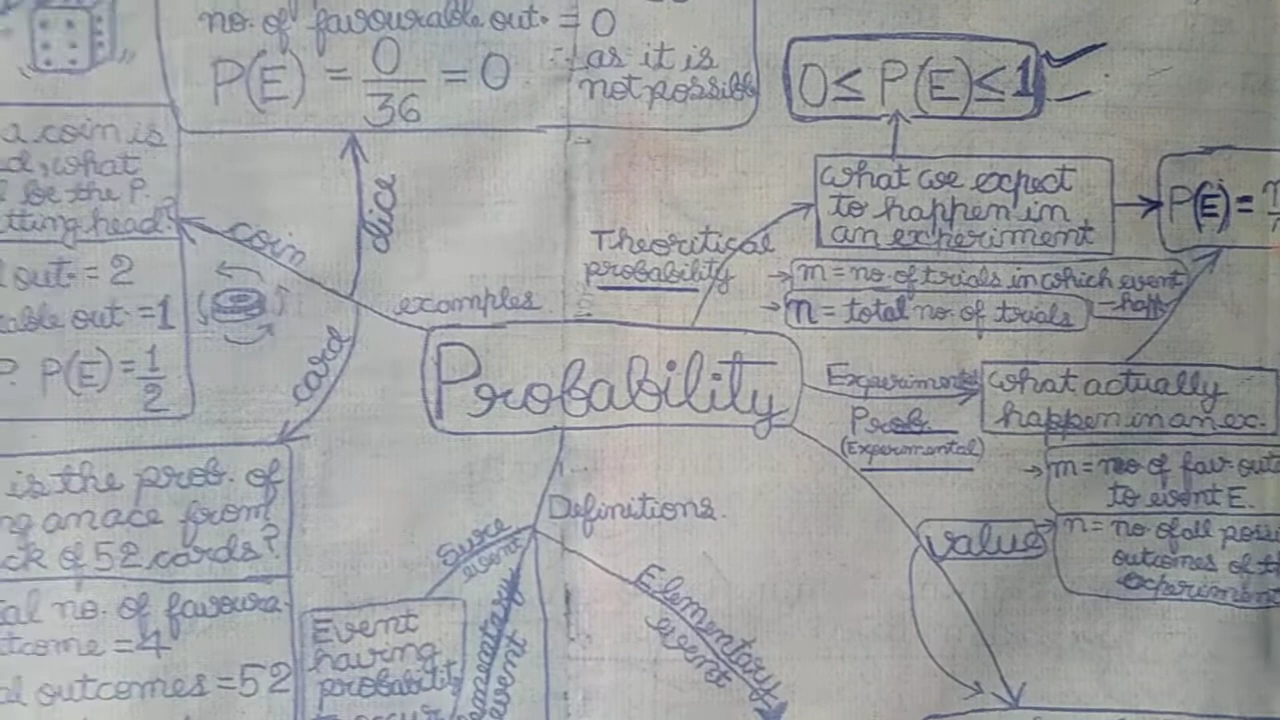 no. of favourable out. = 0
P(E) = 0/36 = 0 as it is
not possible
0 ≤ P(E) ≤ 1
a coin is
d, what
be the P.
tting head?
out. = 2
able out. = 1
P(E) = 1/2
coin
dice
card
examples
Theoritical
probability
what we expect
to happen in
an experiment
P(E) =
m = no. of trials in which event
n = total no. of trials
happ
Probability
Experimental
Prob.
(Experimental)
what actually
happen in an ex.
m = no of fav. out
to event E.
value
n = no. of all possi
outcomes of th
experiment
is the prob. of
ng an ace from
ck of 52 cards?
al no. of favoura-
tcome = 4
al outcomes = 52
Definitions.
Sure
event
Event
having
probability
to occur
event
Elementary
event